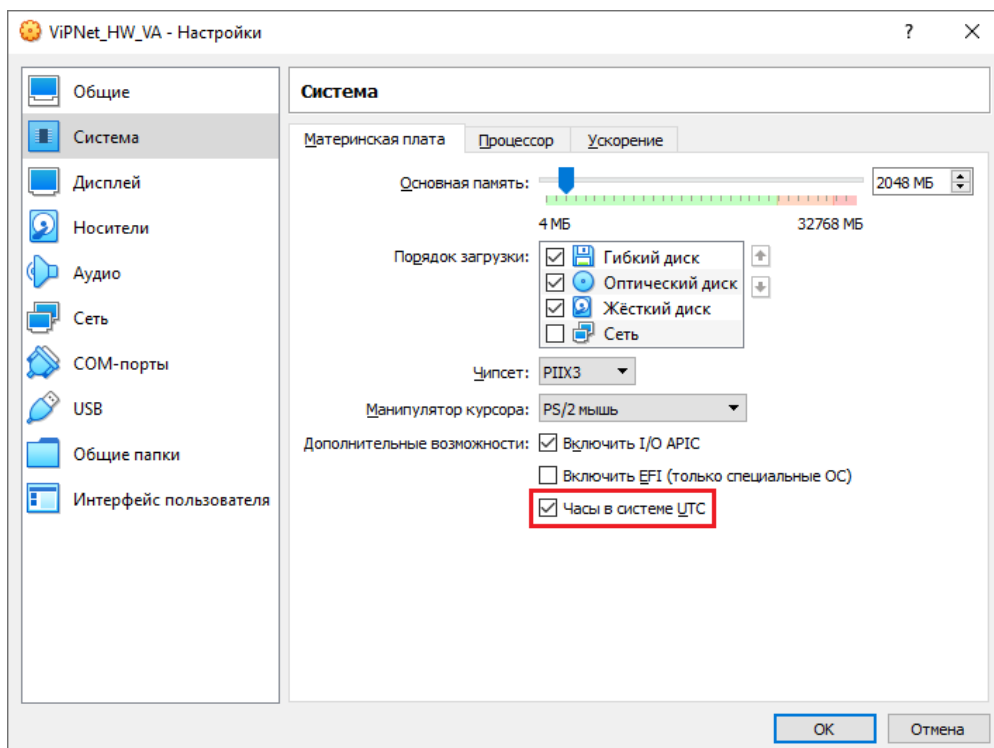 ViPNet_HW_VA - Настройки
?
Общие
Система
Дисплей
Носители
Аудио
Сеть
COM-порты
USB
Общие папки
Интерфейс пользователя
Система
Материнская плата
Процессор
Ускорение
Основная память:
2048 МБ
4 МБ
32768 МБ
Порядок загрузки:
Гибкий диск
Оптический диск
Жёсткий диск
Сеть
Чипсет: PIIX3
Манипулятор курсора: PS/2 мышь
Дополнительные возможности: Включить I/O APIC
Включить EFI (только специальные ОС)
Часы в системе UTC
OK
Отмена